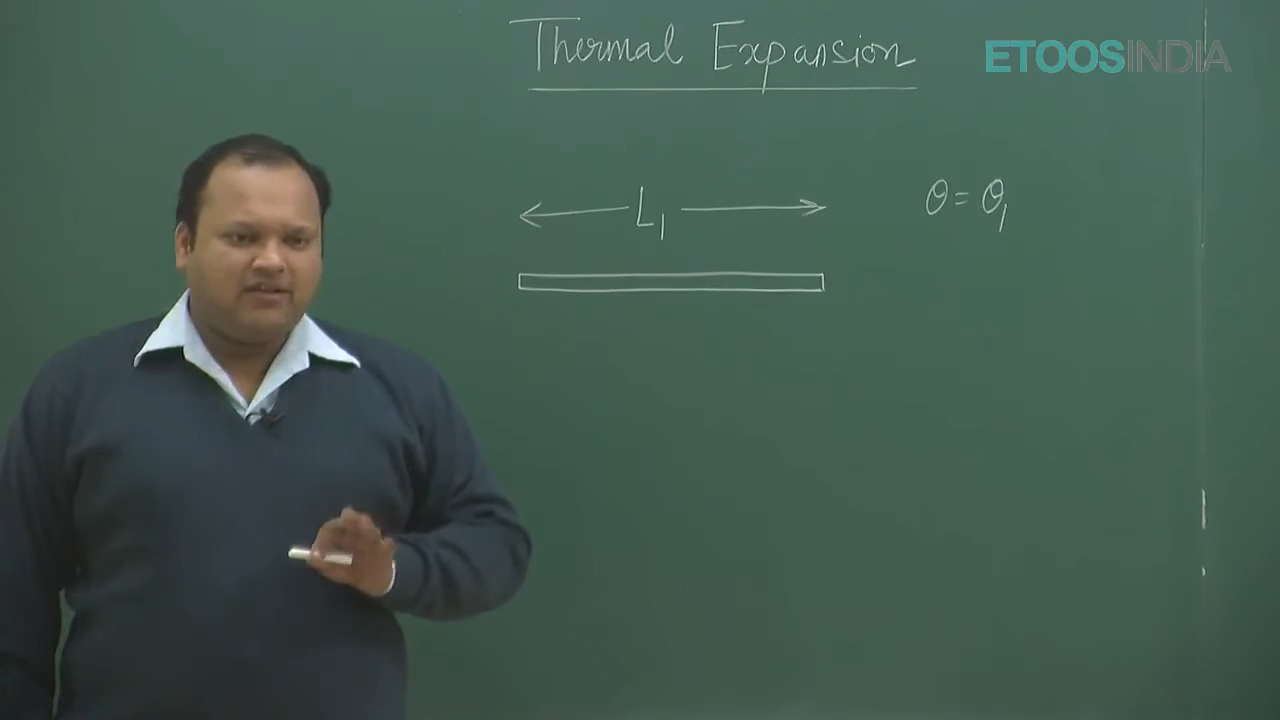 Thermal Expansion
ETOOSINDIA
L₁
θ = θ₁